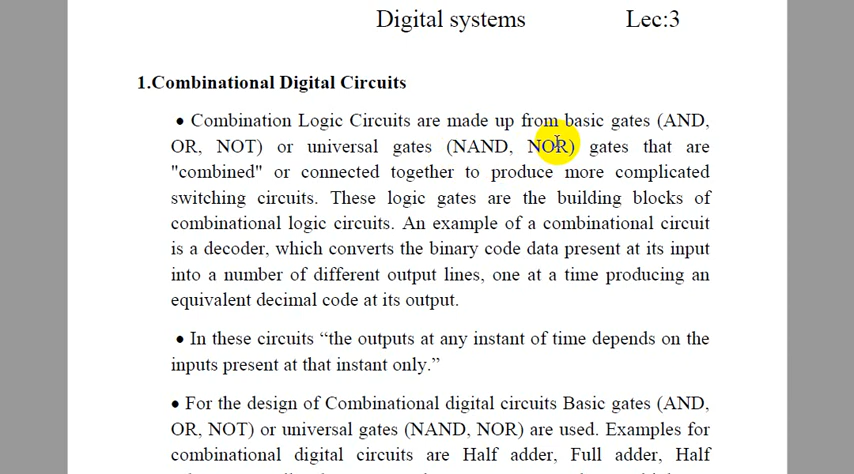 Digital systems Lec:3
1.Combinational Digital Circuits
• Combination Logic Circuits are made up from basic gates (AND,
OR, NOT) or universal gates (NAND, NOR) gates that are
"combined" or connected together to produce more complicated
switching circuits. These logic gates are the building blocks of
combinational logic circuits. An example of a combinational circuit
is a decoder, which converts the binary code data present at its input
into a number of different output lines, one at a time producing an
equivalent decimal code at its output.
• In these circuits “the outputs at any instant of time depends on the
inputs present at that instant only.”
• For the design of Combinational digital circuits Basic gates (AND,
OR, NOT) or universal gates (NAND, NOR) are used. Examples for
combinational digital circuits are Half adder, Full adder, Half